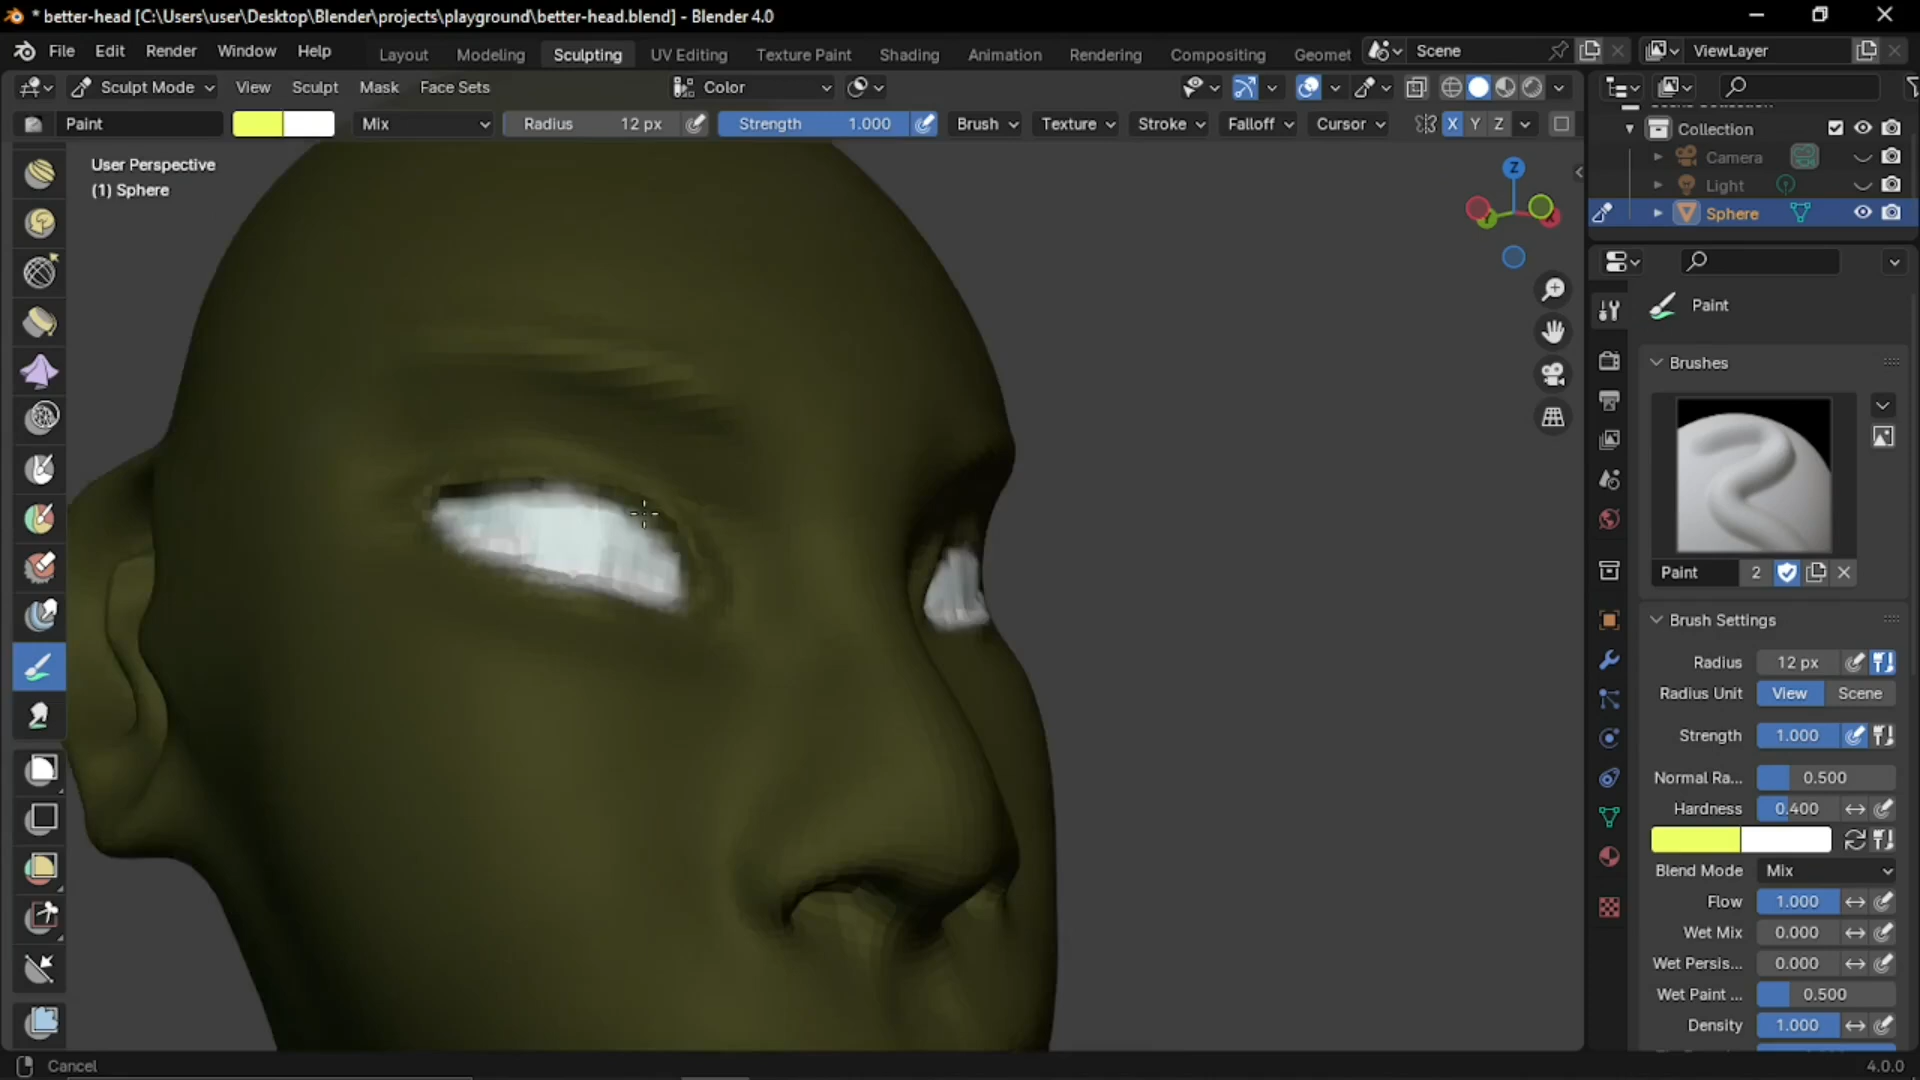 * better-head [C:\Users\user\Desktop\Blender\projects\playground\better-head.blend] - Blender 4.0
File Edit Render Window Help Layout Modeling Sculpting UV Editing Texture Paint Shading Animation Rendering Compositing Geomet Scene ViewLayer
Sculpt Mode View Sculpt Mask Face Sets Color
Paint Mix Radius 12 px Strength 1.000 Brush Texture Stroke Falloff Cursor X Y Z
User Perspective
(1) Sphere
Z
Collection
Camera
Light
Sphere
Paint
Brushes
Paint 2
Brush Settings
Radius 12 px
Radius Unit View Scene
Strength 1.000
Normal Ra... 0.500
Hardness 0.400
Blend Mode Mix
Flow 1.000
Wet Mix 0.000
Wet Persis... 0.000
Wet Paint ... 0.500
Density 1.000
Cancel 4.0.0